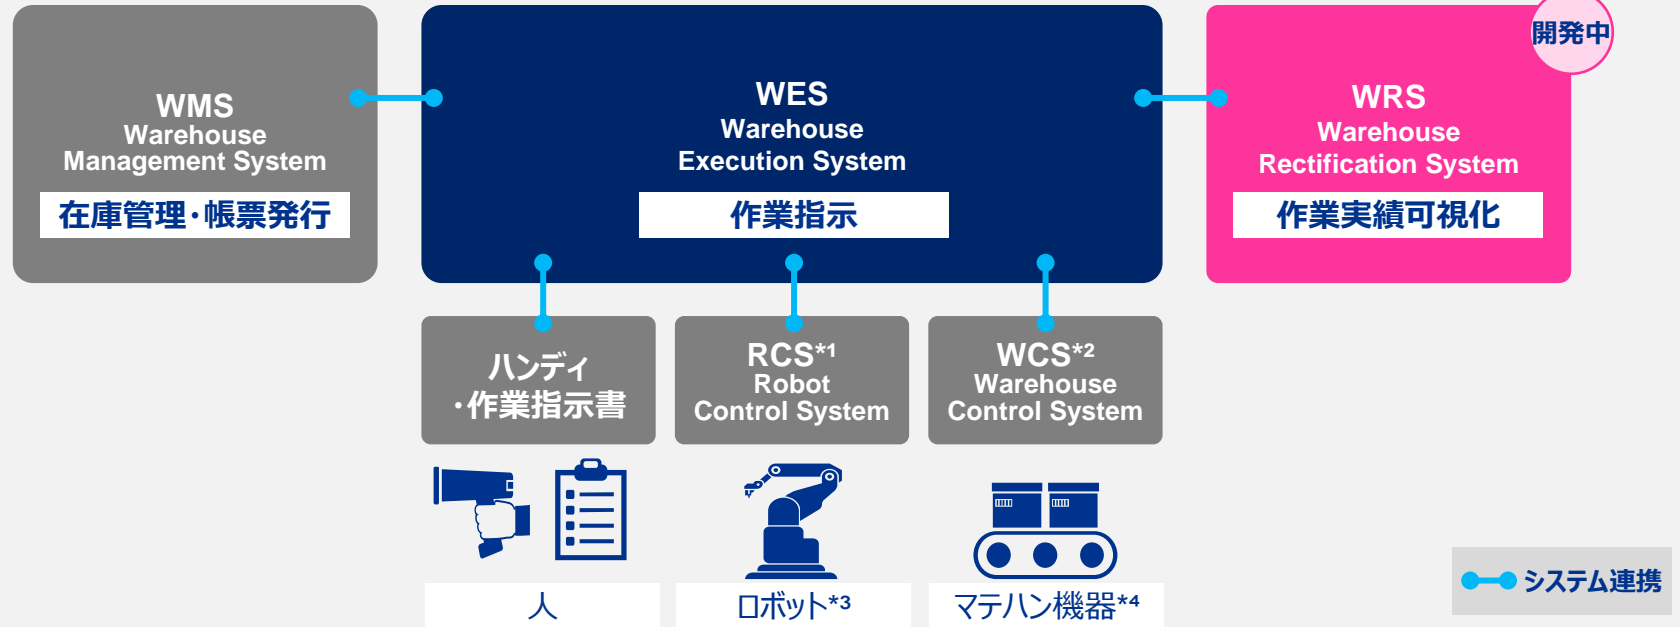 WMS
Warehouse
Management System
在庫管理・帳票発行
WES
Warehouse
Execution System
作業指示
開発中
WRS
Warehouse
Rectification System
作業実績可視化
ハンディ
・作業指示書
RCS*¹
Robot
Control System
WCS*²
Warehouse
Control System
人
ロボット*³
マテハン機器*⁴
システム連携